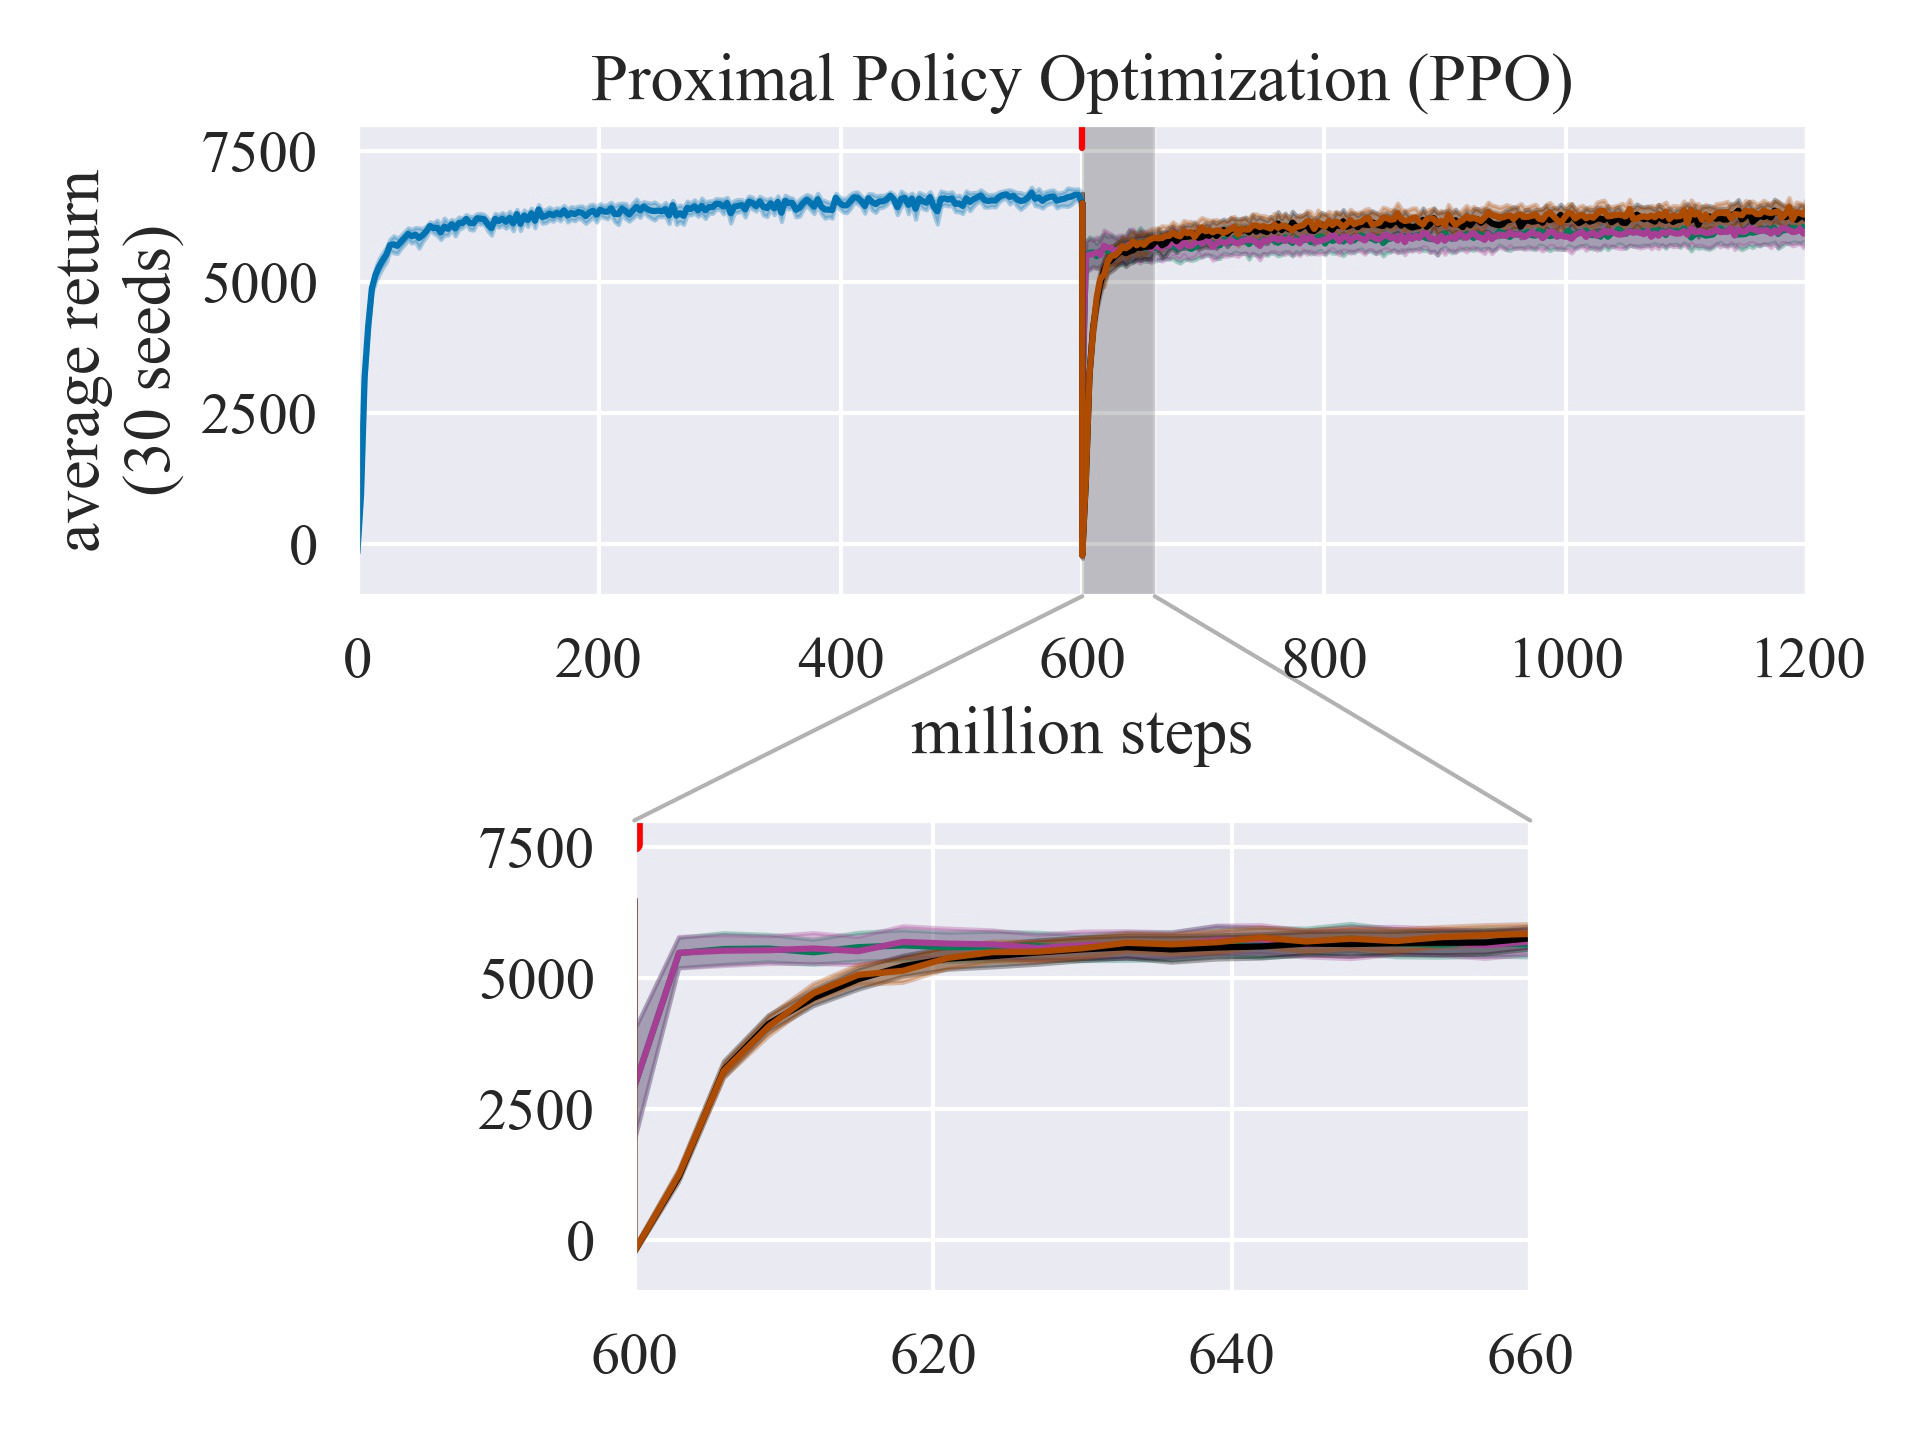 Proximal Policy Optimization (PPO)
average return
(30 seeds)
7500
5000
2500
0
0 200 400 600 800 1000 1200
million steps
7500
5000
2500
0
600 620 640 660